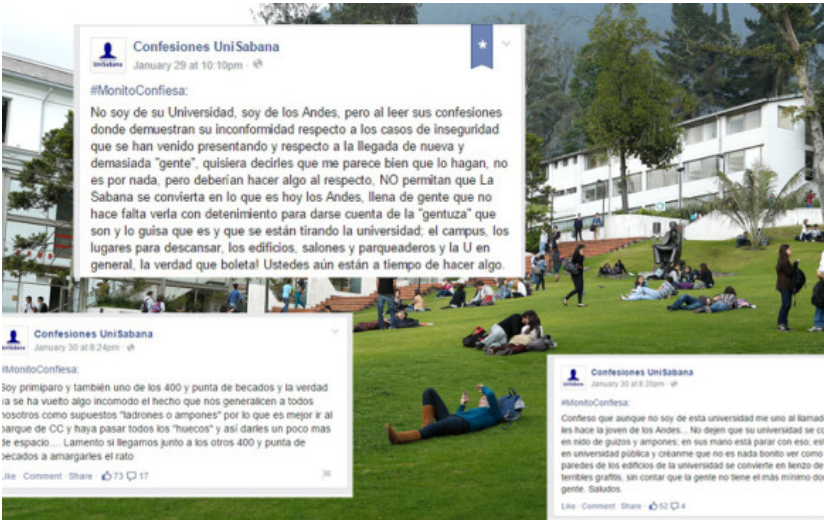 Confesiones UniSabana
January 29 at 10:10pm ·
UniSabana
#MonitoConfiesa:
No soy de su Universidad, soy de los Andes, pero al leer sus confesiones
donde demuestran su inconformidad respecto a los casos de inseguridad
que se han venido presentando y respecto a la llegada de nueva y
demasiada "gente", quisiera decirles que me parece bien que lo hagan, no
es por nada, pero deberían hacer algo al respecto, NO permitan que La
Sabana se convierta en lo que es hoy los Andes, llena de gente que no
hace falta verla con detenimiento para darse cuenta de la "gentuza" que
son y lo guisa que es y que se están tirando la universidad; el campus, los
lugares para descansar, los edificios, salones y parqueaderos y la U en
general, la verdad que boleta! Ustedes aún están a tiempo de hacer algo.
Confesiones UniSabana
January 30 at 8:24pm ·
#MonitoConfiesa:
Soy primiparo y también uno de los 400 y punta de becados y la verdad
ya se ha vuelto algo incomodo el hecho que nos generalicen a todos
nosotros como supuestos "ladrones o ampones" por lo que es mejor ir al
parque de CC y haya pasar todos los "huecos" y asi darles un poco mas
de espacio.... Lamento si llegamos junto a los otros 400 y punta de
becados a amargarles el rato
Like · Comment · Share · 73 17
Confesiones UniSabana
January 30 at 8:35pm ·
#MonitoConfiesa:
Confieso que aunque no soy de esta universidad me uno al llamad
les hace la joven de los Andes... No dejen que su universidad se co
en nido de guizos y ampones; en sus mano está parar con eso; est
en universidad pública y créanme que no es nada bonito ver como
paredes de los edificios de la universidad se convierte en lienzo de
terribles grafitis, sin contar que la gente no tiene el más mínimo don
gente. Saludos.
Like · Comment · Share · 52 4